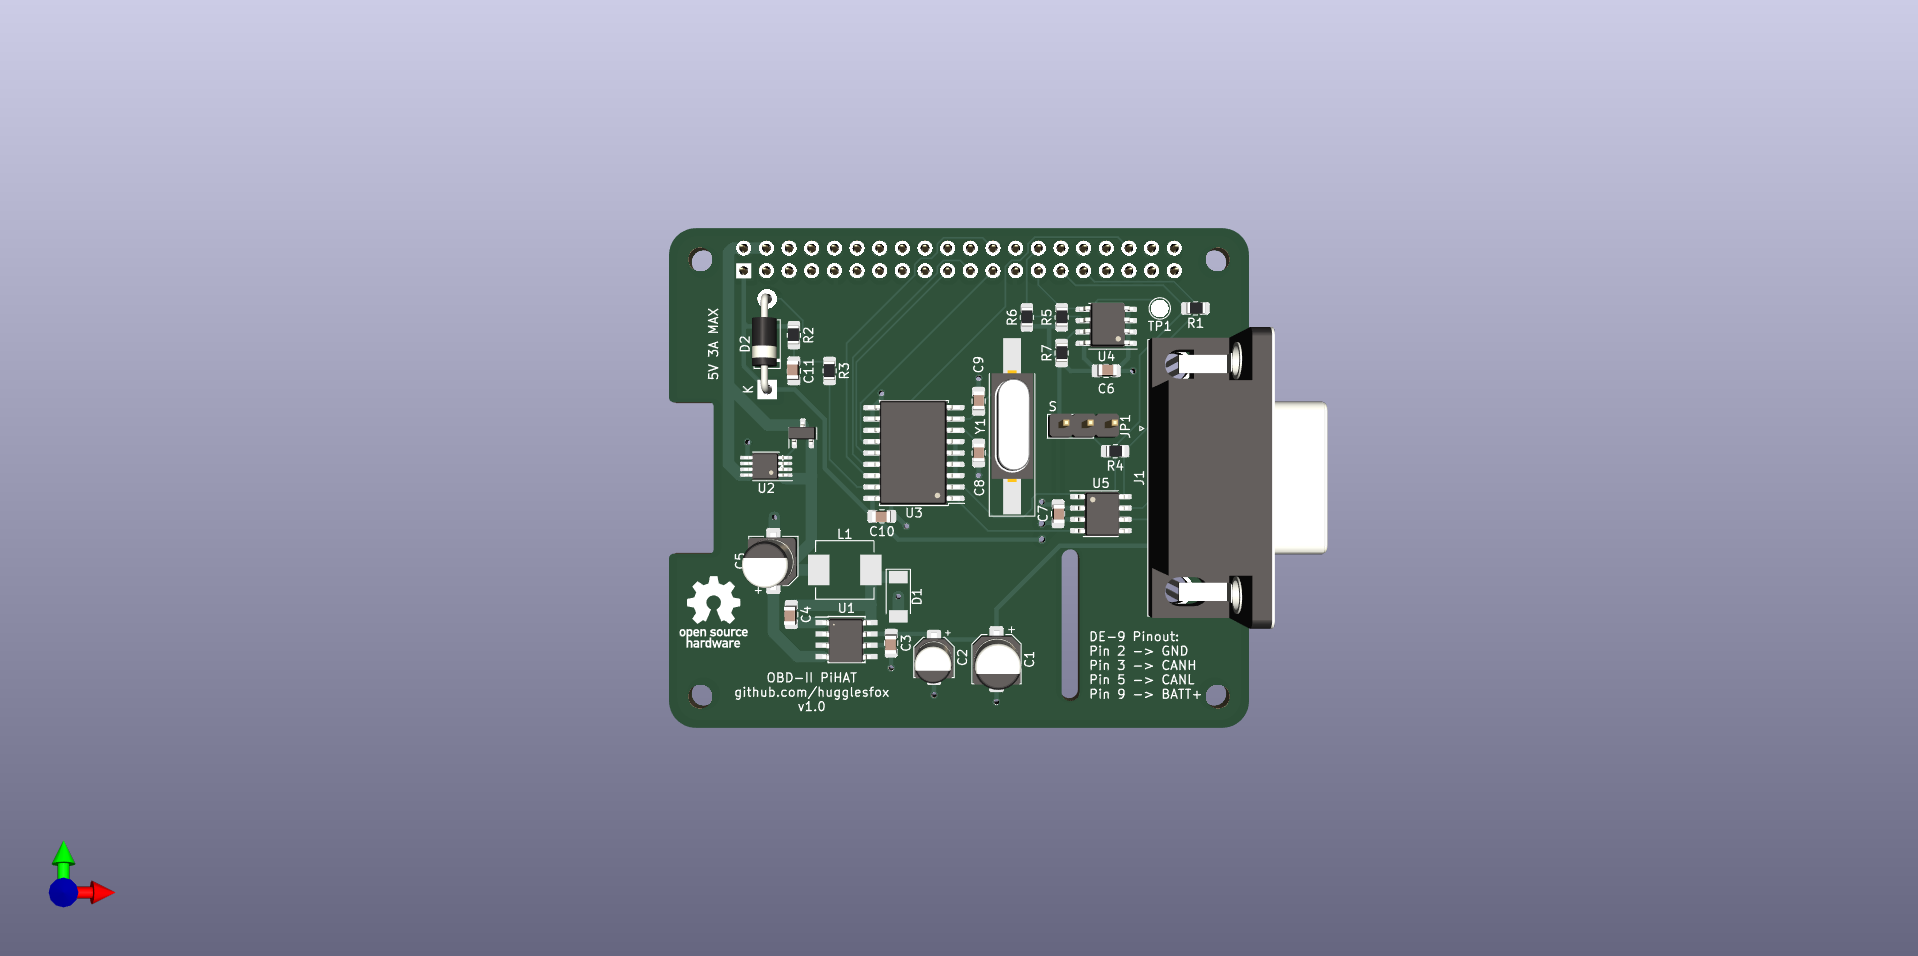 5V 3A MAX
D2
K
R2
C11
R3
R6
R5
R7
U4
C6
TP1
R1
C9
Y1
C8
S
JP1
R4
J1
U5
C7
U3
C10
U2
C5
+
L1
D1
C4
U1
C3
+
C2
+
C1
open source
hardware
OBD-II PiHAT
github.com/hugglesfox
v1.0
DE-9 Pinout:
Pin 2 -> GND
Pin 3 -> CANH
Pin 5 -> CANL
Pin 9 -> BATT+